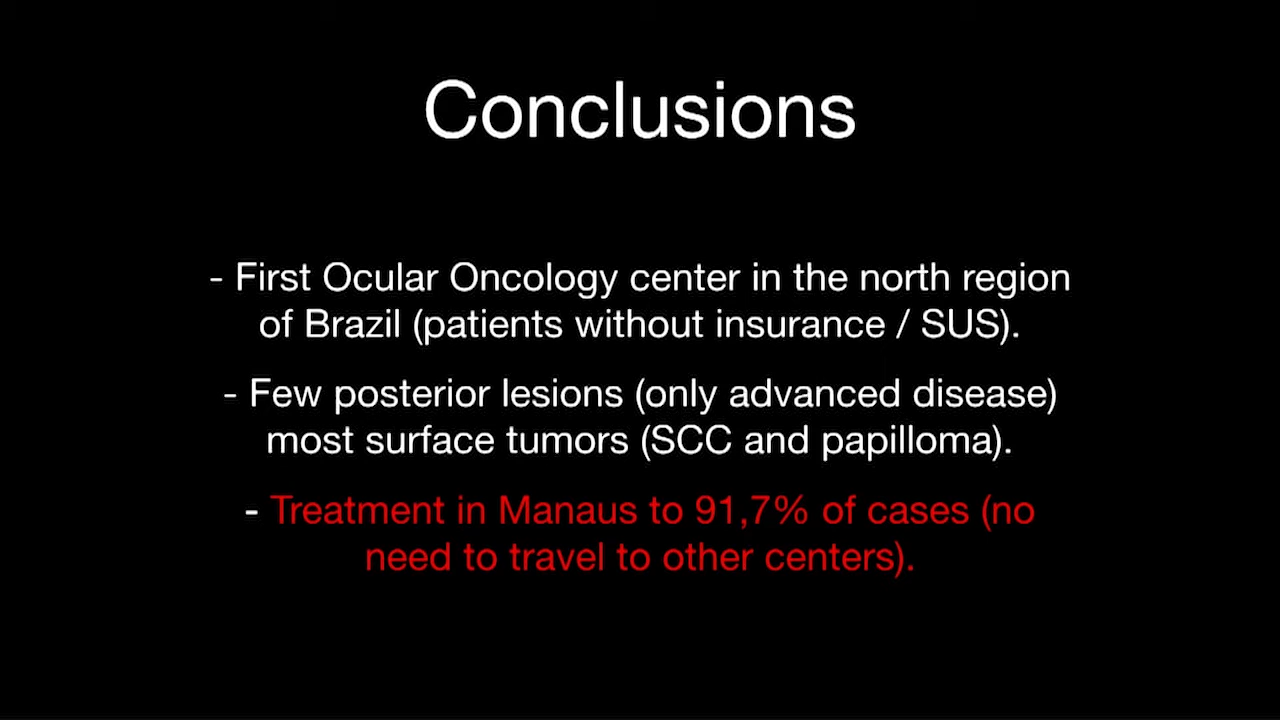 Conclusions
- First Ocular Oncology center in the north region
of Brazil (patients without insurance / SUS).
- Few posterior lesions (only advanced disease)
most surface tumors (SCC and papilloma).
- Treatment in Manaus to 91,7% of cases (no
need to travel to other centers).